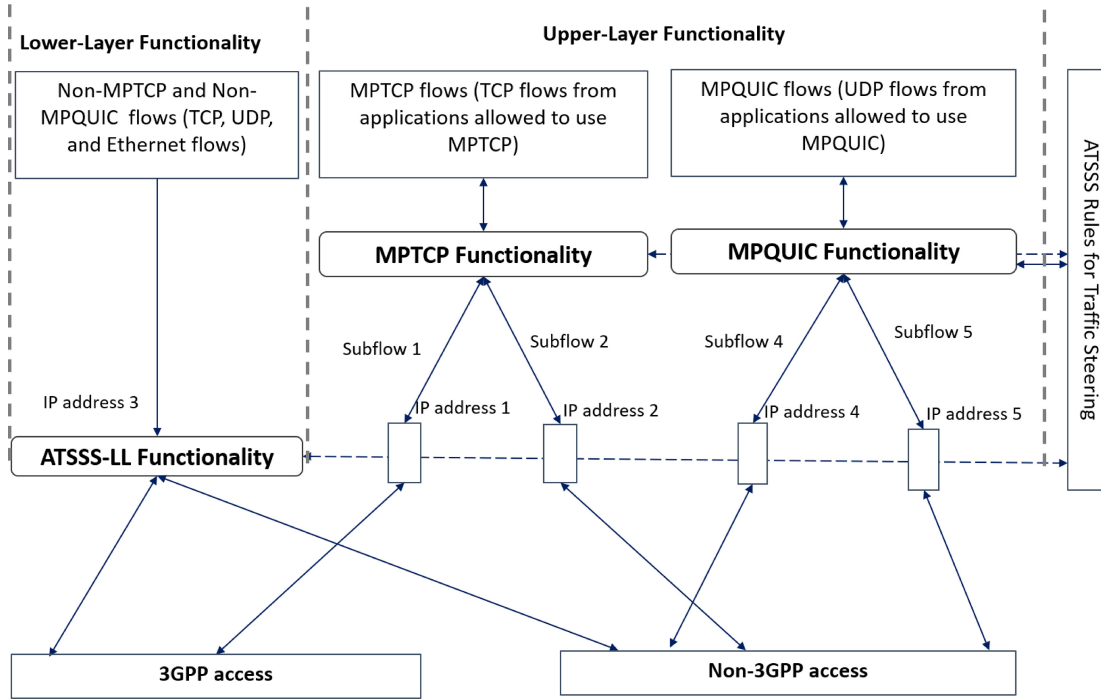 Lower-Layer Functionality
Upper-Layer Functionality
Non-MPTCP and Non-
MPQUIC flows (TCP, UDP,
and Ethernet flows)
MPTCP flows (TCP flows from
applications allowed to use
MPTCP)
MPQUIC flows (UDP flows from
applications allowed to use
MPQUIC)
ATSSS Rules for Traffic Steering
MPTCP Functionality
MPQUIC Functionality
Subflow 1
Subflow 2
Subflow 4
Subflow 5
IP address 3
IP address 1
IP address 2
IP address 4
IP address 5
ATSSS-LL Functionality
3GPP access
Non-3GPP access